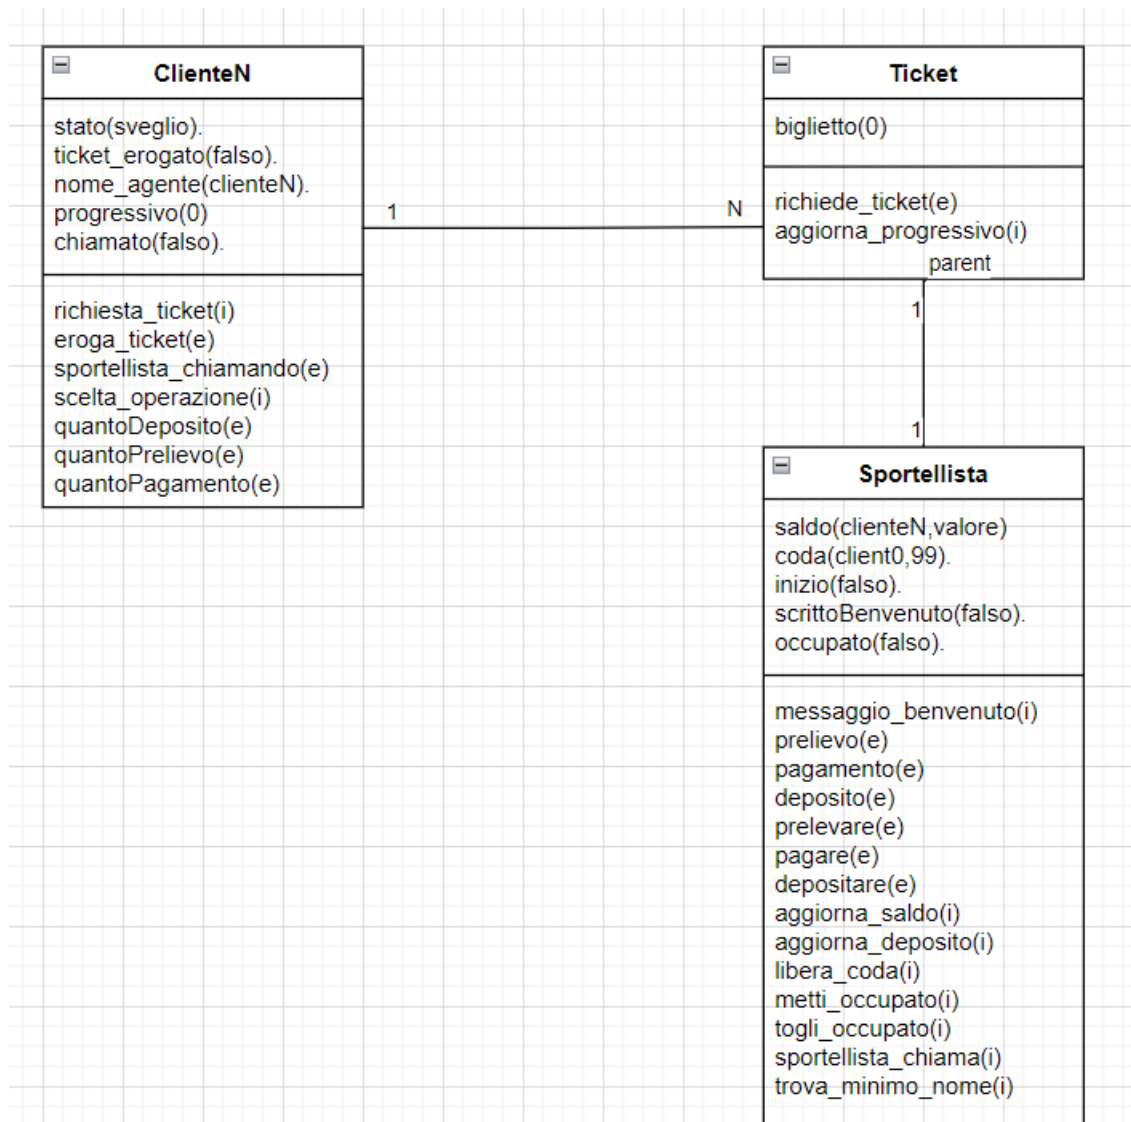 ClienteN
stato(sveglio).
ticket_erogato(falso).
nome_agente(clienteN).
progressivo(0)
chiamato(falso).
richiesta_ticket(i)
eroga_ticket(e)
sportellista_chiamando(e)
scelta_operazione(i)
quantoDeposito(e)
quantoPrelievo(e)
quantoPagamento(e)
1
N
Ticket
biglietto(0)
richiede_ticket(e)
aggiorna_progressivo(i)
parent
1
1
Sportellista
saldo(clienteN,valore)
coda(client0,99).
inizio(falso).
scrittoBenvenuto(falso).
occupato(falso).
messaggio_benvenuto(i)
prelievo(e)
pagamento(e)
deposito(e)
prelevare(e)
pagare(e)
depositare(e)
aggiorna_saldo(i)
aggiorna_deposito(i)
libera_coda(i)
metti_occupato(i)
togli_occupato(i)
sportellista_chiama(i)
trova_minimo_nome(i)